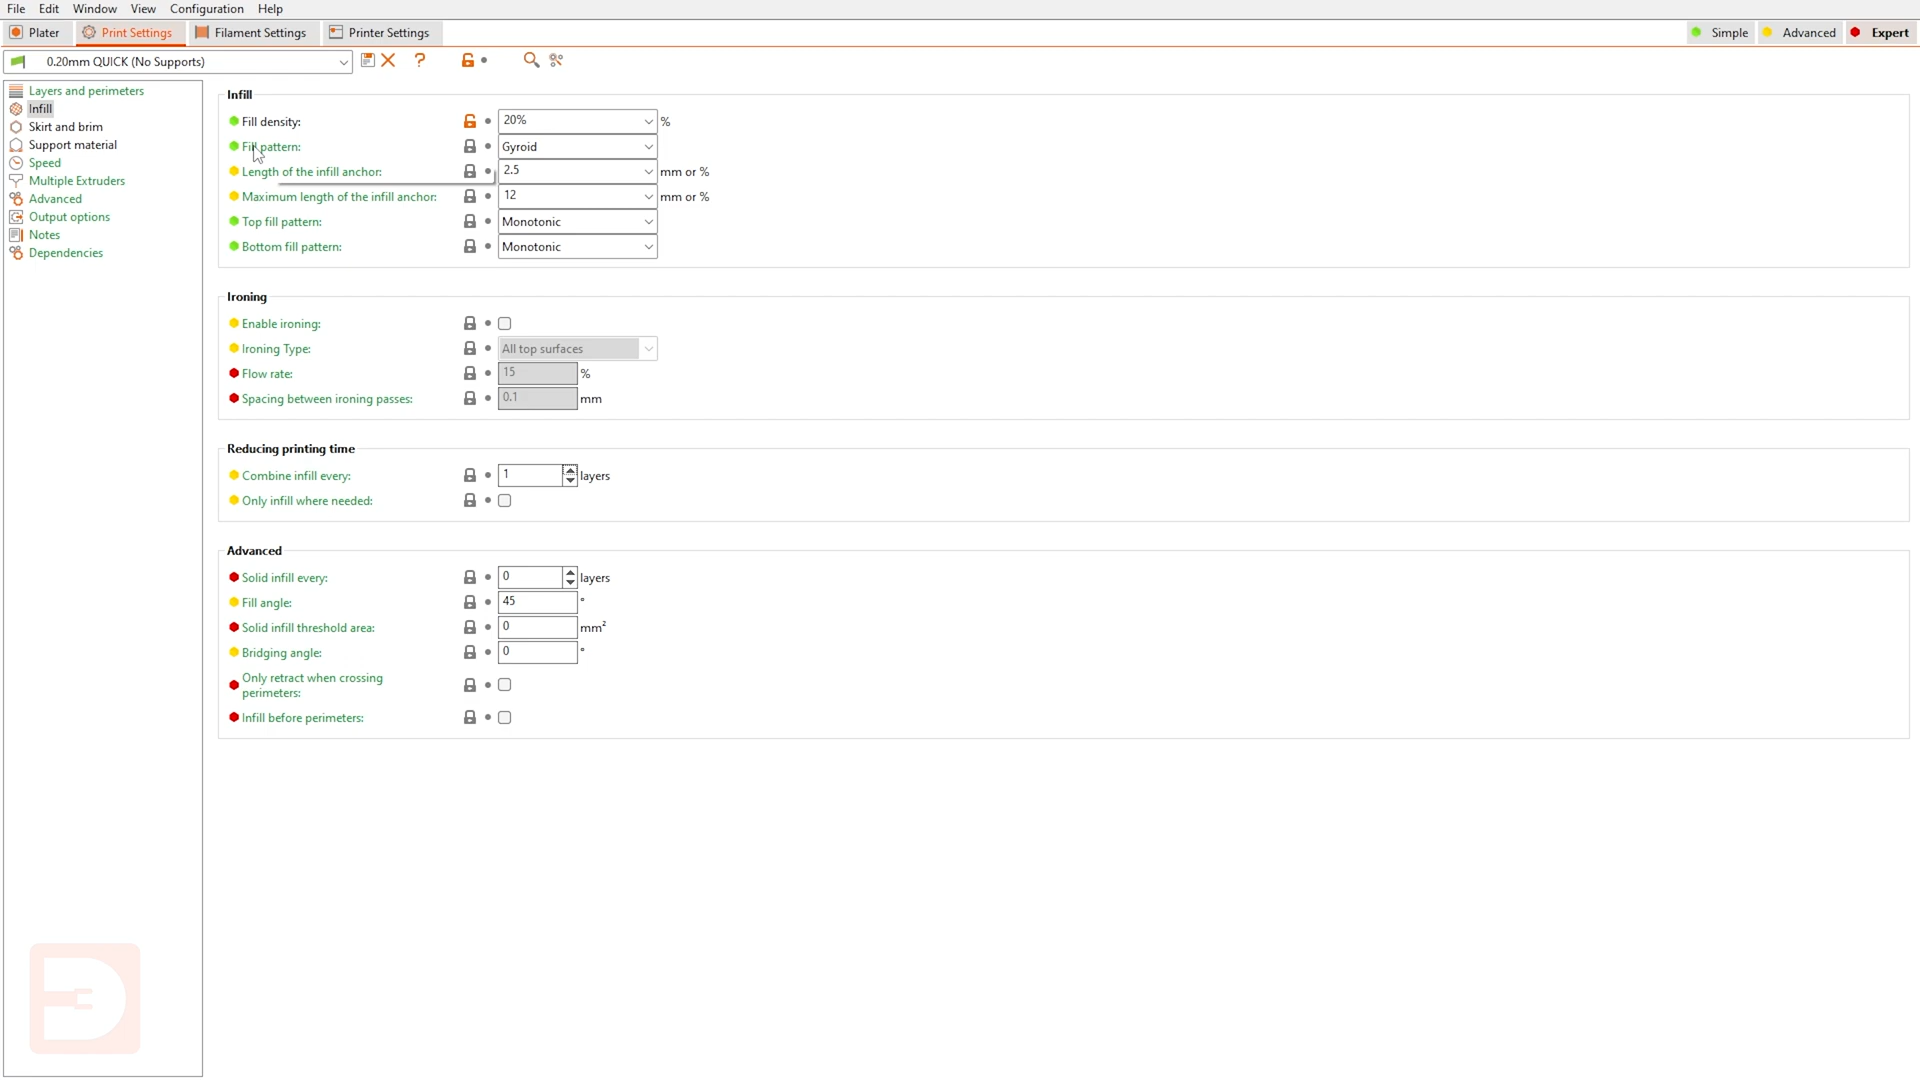 File Edit Window View Configuration Help
Plater Print Settings Filament Settings Printer Settings Simple Advanced Expert
0.20mm QUICK (No Supports) ?
Layers and perimeters
Infill
Skirt and brim
Support material
Speed
Multiple Extruders
Advanced
Output options
Notes
Dependencies
Infill
Fill density: 20% %
Fill pattern: Gyroid
Length of the infill anchor: 2.5 mm or %
Maximum length of the infill anchor: 12 mm or %
Top fill pattern: Monotonic
Bottom fill pattern: Monotonic
Ironing
Enable ironing:
Ironing Type: All top surfaces
Flow rate: 15 %
Spacing between ironing passes: 0.1 mm
Reducing printing time
Combine infill every: 1 layers
Only infill where needed:
Advanced
Solid infill every: 0 layers
Fill angle: 45 °
Solid infill threshold area: 0 mm²
Bridging angle: 0 °
Only retract when crossing
perimeters:
Infill before perimeters: